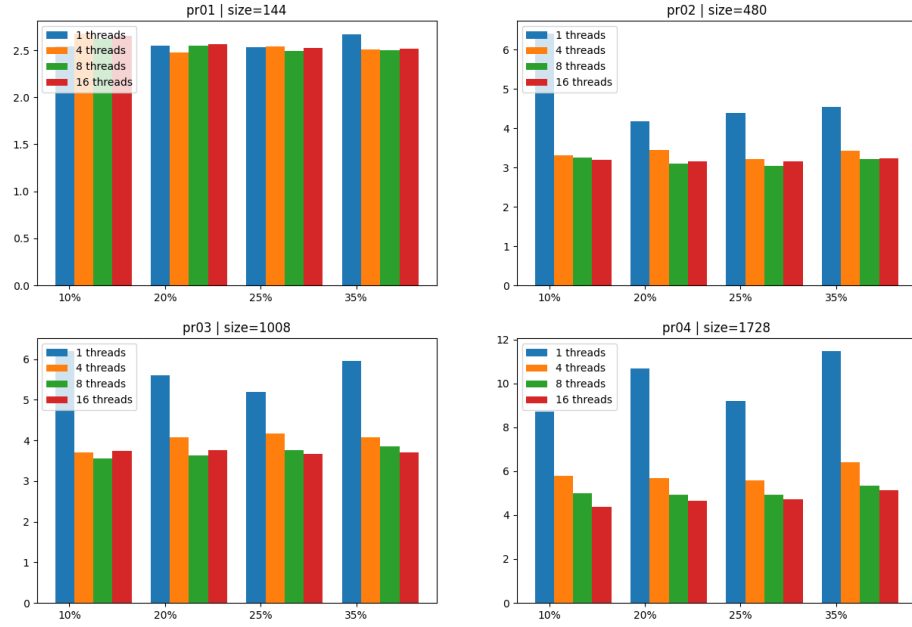 pr01 | size=144
1 threads
4 threads
8 threads
16 threads
2.5
2.0
1.5
1.0
0.5
0.0
10%
20%
25%
35%
pr02 | size=480
1 threads
4 threads
8 threads
16 threads
6
5
4
3
2
1
0
10%
20%
25%
35%
pr03 | size=1008
1 threads
4 threads
8 threads
16 threads
6
5
4
3
2
1
0
10%
20%
25%
35%
pr04 | size=1728
1 threads
4 threads
8 threads
16 threads
12
10
8
6
4
2
0
10%
20%
25%
35%